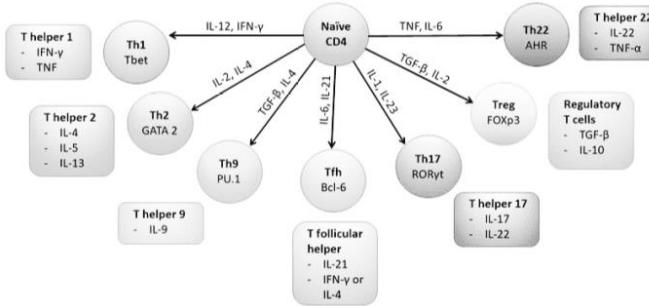 T helper 1
- IFN-γ
- TNF
Th1
Tbet
IL-12, IFN-γ
Naïve
CD4
TNF, IL-6
Th22
AHR
T helper 22
- IL-22
- TNF-α
IL-2, IL-4
TGF-β, IL-4
IL-6, IL-21
IL-1, IL-23
TGF-β, IL-2
T helper 2
- IL-4
- IL-5
- IL-13
Th2
GATA 2
Th9
PU.1
Tfh
Bcl-6
Th17
RORγt
Treg
FOXp3
Regulatory
T cells
- TGF-β
- IL-10
T helper 9
- IL-9
T follicular
helper
- IL-21
- IFN-γ or
IL-4
T helper 17
- IL-17
- IL-22